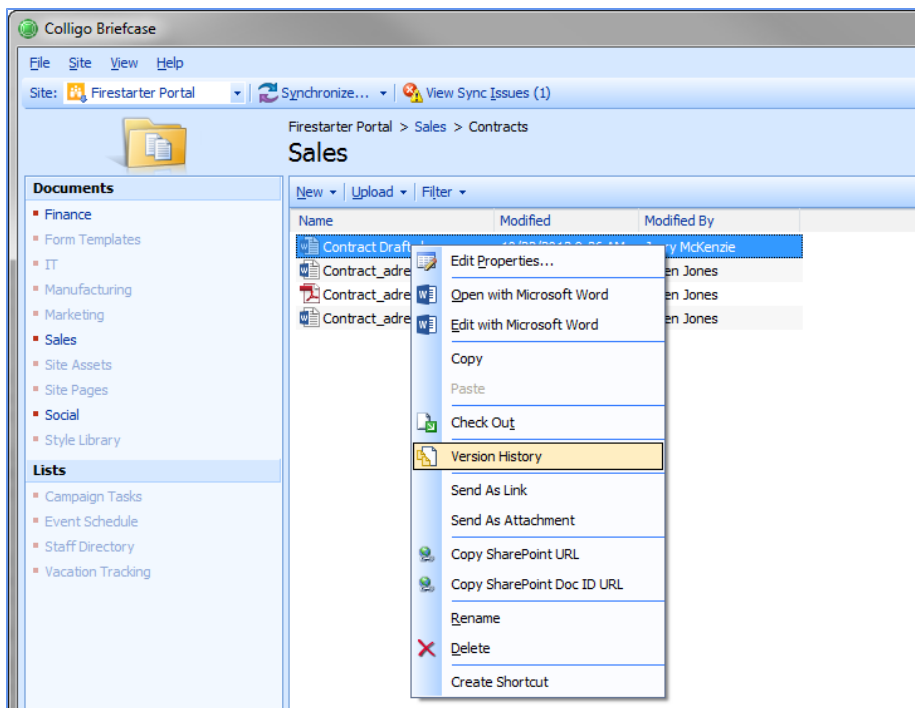 Colligo Briefcase
File Site View Help
Site: Firestarter Portal Synchronize... View Sync Issues (1)
Firestarter Portal > Sales > Contracts
Sales
Documents
Finance
Form Templates
IT
Manufacturing
Marketing
Sales
Site Assets
Site Pages
Social
Style Library
Lists
Campaign Tasks
Event Schedule
Staff Directory
Vacation Tracking
New Upload Filter
Name Modified Modified By
Contract Draft McKenzie
Contract_adre Jones
Contract_adre Jones
Contract_adre Jones
Edit Properties...
Open with Microsoft Word
Edit with Microsoft Word
Copy
Paste
Check Out
Version History
Send As Link
Send As Attachment
Copy SharePoint URL
Copy SharePoint Doc ID URL
Rename
Delete
Create Shortcut